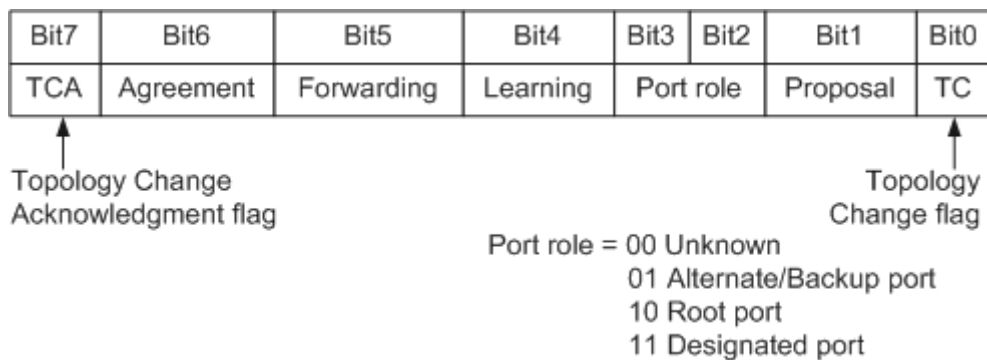 Bit7 Bit6 Bit5 Bit4 Bit3 Bit2 Bit1 Bit0
TCA Agreement Forwarding Learning Port role Proposal TC
Topology Change
Acknowledgment flag
Topology
Change flag
Port role = 00 Unknown
01 Alternate/Backup port
10 Root port
11 Designated port